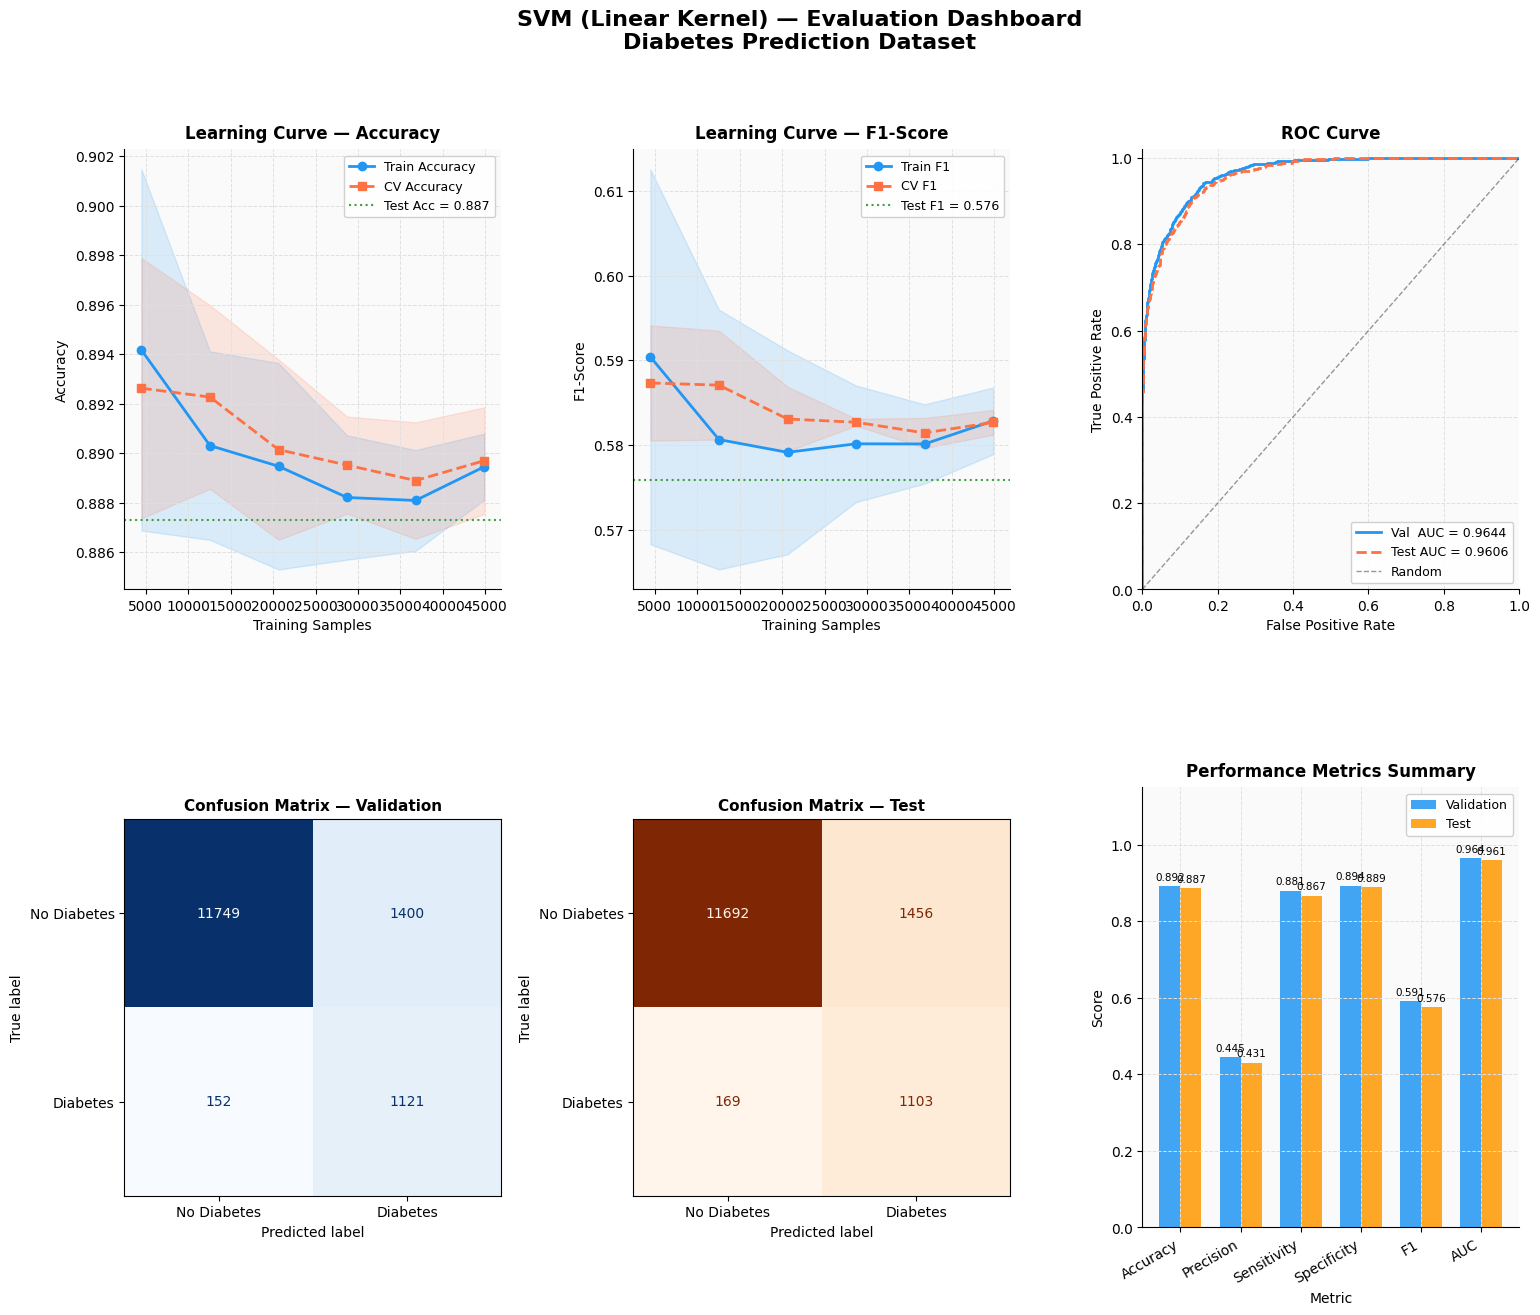 SVM (Linear Kernel) — Evaluation Dashboard
Diabetes Prediction Dataset
Learning Curve — Accuracy
Train Accuracy
CV Accuracy
Test Acc = 0.887
0.902
0.900
0.898
0.896
0.894
0.892
0.890
0.888
0.886
Accuracy
5000 10000 15000 20000 25000 30000 35000 40000 45000
Training Samples
Learning Curve — F1-Score
Train F1
CV F1
Test F1 = 0.576
0.61
0.60
0.59
0.58
0.57
F1-Score
5000 10000 15000 20000 25000 30000 35000 40000 45000
Training Samples
ROC Curve
1.0
0.8
0.6
0.4
0.2
0.0
True Positive Rate
Val  AUC = 0.9644
Test AUC = 0.9606
Random
0.0 0.2 0.4 0.6 0.8 1.0
False Positive Rate
Confusion Matrix — Validation
True label
No Diabetes
11749 1400
Diabetes
152 1121
No Diabetes Diabetes
Predicted label
Confusion Matrix — Test
True label
No Diabetes
11692 1456
Diabetes
169 1103
No Diabetes Diabetes
Predicted label
Performance Metrics Summary
Validation
Test
1.0
0.8
0.6
0.4
0.2
0.0
Score
0.892 0.887
0.445 0.431
0.881 0.867
0.894 0.889
0.591 0.576
0.964 0.961
Accuracy Precision Sensitivity Specificity F1 AUC
Metric